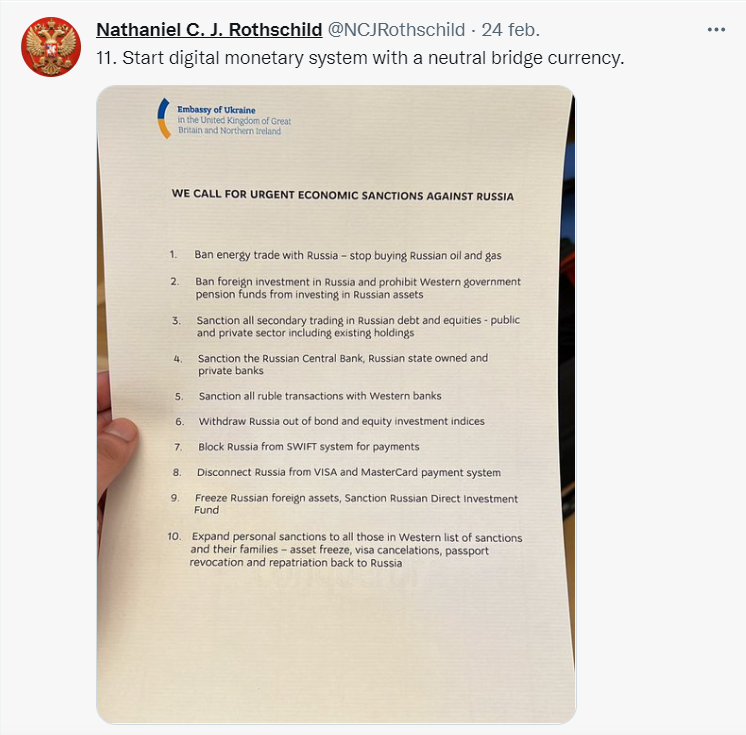 Nathaniel C. J. Rothschild @NCJRothschild · 24 feb.
11. Start digital monetary system with a neutral bridge currency.
Embassy of Ukraine
in the United Kingdom of Great
Britain and Northern Ireland
WE CALL FOR URGENT ECONOMIC SANCTIONS AGAINST RUSSIA
1. Ban energy trade with Russia – stop buying Russian oil and gas
2. Ban foreign investment in Russia and prohibit Western government
pension funds from investing in Russian assets
3. Sanction all secondary trading in Russian debt and equities - public
and private sector including existing holdings
4. Sanction the Russian Central Bank, Russian state owned and
private banks
5. Sanction all ruble transactions with Western banks
6. Withdraw Russia out of bond and equity investment indices
7. Block Russia from SWIFT system for payments
8. Disconnect Russia from VISA and MasterCard payment system
9. Freeze Russian foreign assets, Sanction Russian Direct Investment
Fund
10. Expand personal sanctions to all those in Western list of sanctions
and their families – asset freeze, visa cancelations, passport
revocation and repatriation back to Russia